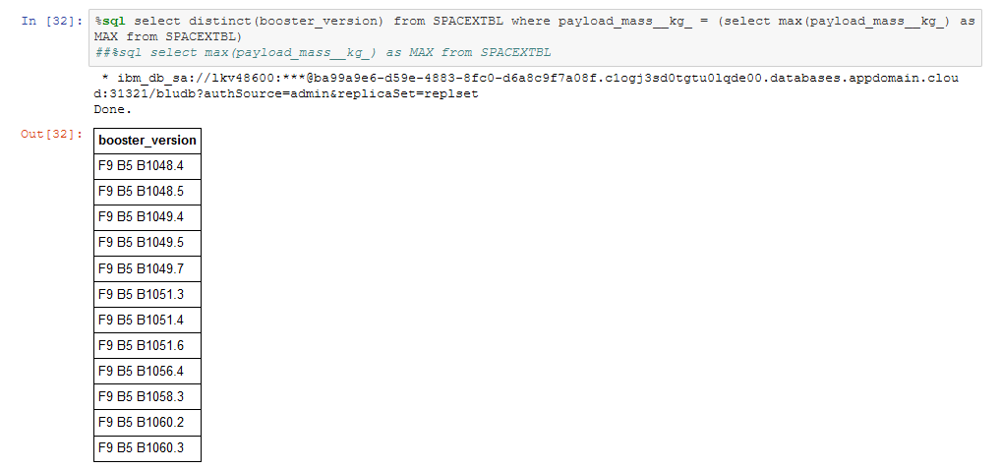 In [32]: %sql select distinct(booster_version) from SPACEXTBL where payload_mass__kg_ = (select max(payload_mass__kg_) as
MAX from SPACEXTBL)
##%sql select max(payload_mass__kg_) as MAX from SPACEXTBL
* ibm_db_sa://lkv48600:***@ba99a9e6-d59e-4883-8fc0-d6a8c9f7a08f.c1ogj3sd0tgtu0lqde00.databases.appdomain.clou
d:31321/bludb?authSource=admin&replicaSet=replset
Done.
Out[32]:
booster_version
F9 B5 B1048.4
F9 B5 B1048.5
F9 B5 B1049.4
F9 B5 B1049.5
F9 B5 B1049.7
F9 B5 B1051.3
F9 B5 B1051.4
F9 B5 B1051.6
F9 B5 B1056.4
F9 B5 B1058.3
F9 B5 B1060.2
F9 B5 B1060.3